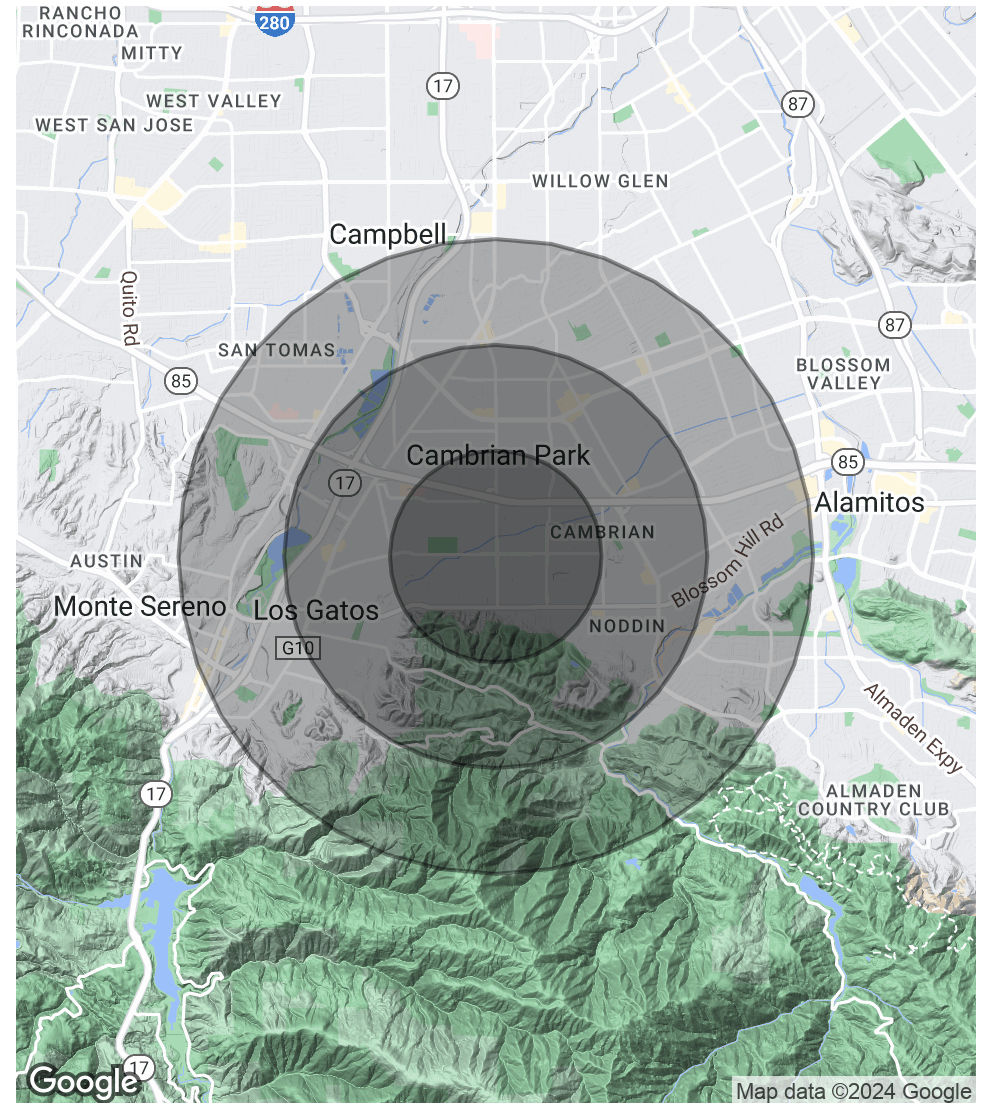 RANCHO
RINCONADA
280
MITTY
17
WEST VALLEY
87
WEST SAN JOSE
WILLOW GLEN
Campbell
Quito Rd
87
SAN TOMAS
BLOSSOM
VALLEY
85
Cambrian Park
85
17
Alamitos
CAMBRIAN
Blossom Hill Rd
AUSTIN
Monte Sereno
Los Gatos
NODDIN
G10
Almaden Expy
17
ALMADEN
COUNTRY CLUB
17
Google
Map data ©2024 Google